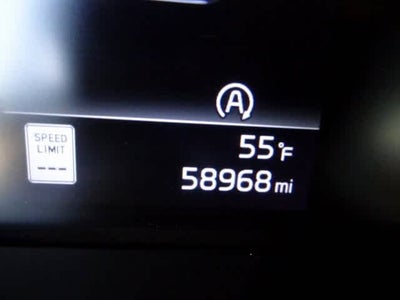 A
SPEED
LIMIT
---
55°F
58968 mi